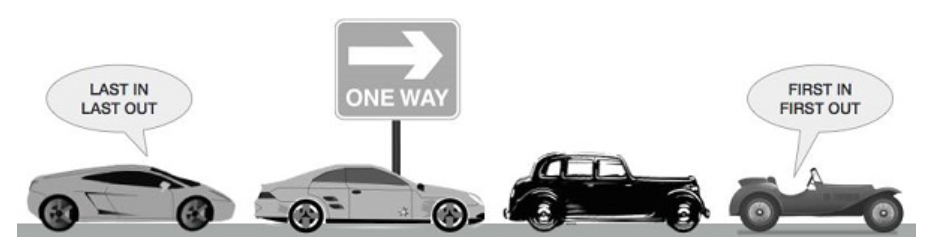 LAST IN
LAST OUT
ONE WAY
FIRST IN
FIRST OUT